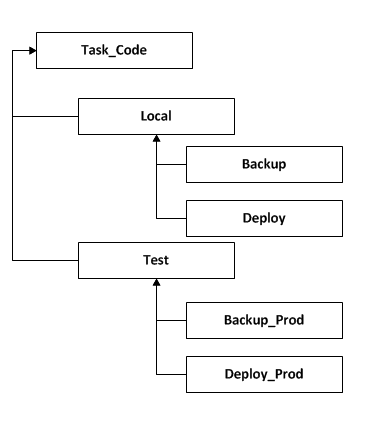 Task_Code
Local
Backup
Deploy
Test
Backup_Prod
Deploy_Prod